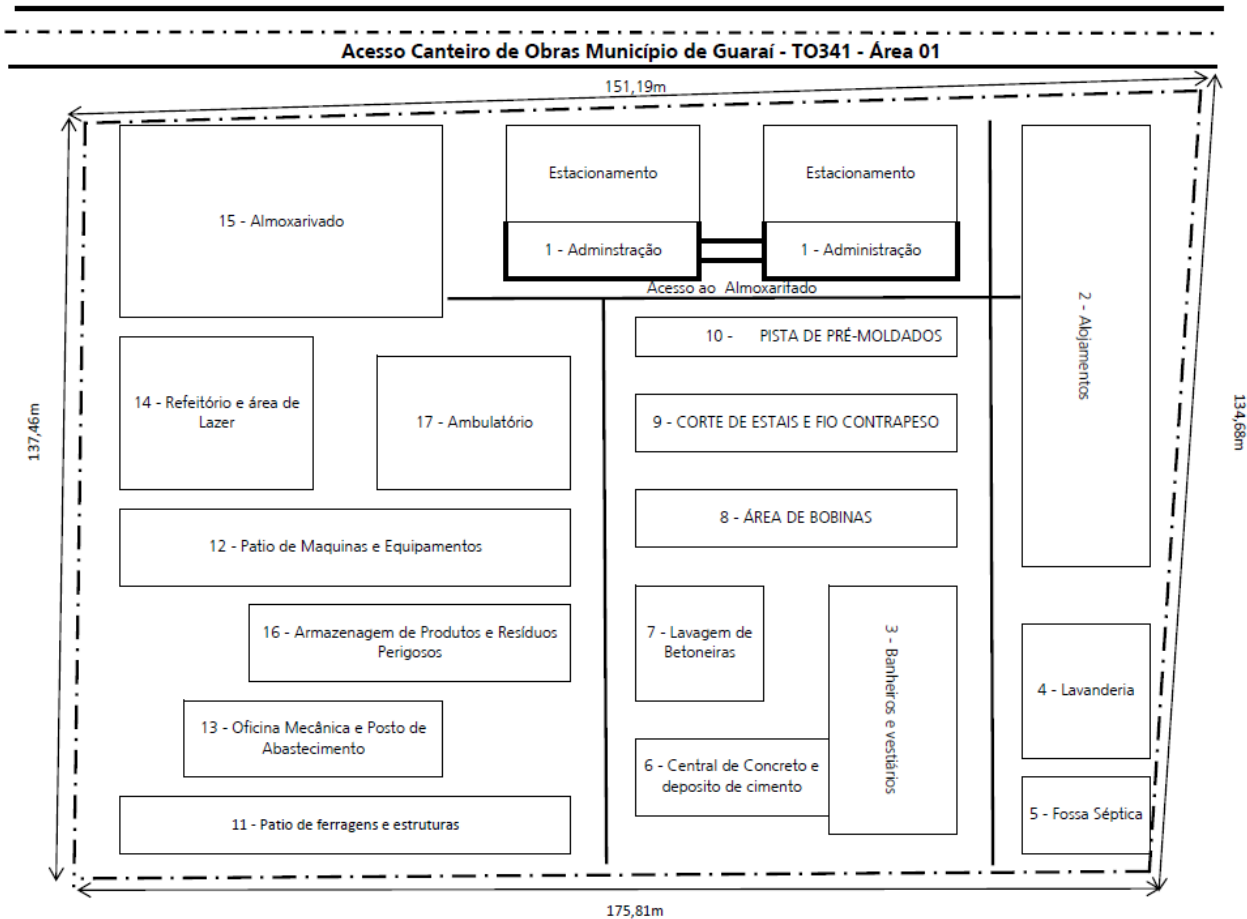 Acesso Canteiro de Obras Município de Guaraí - TO341 - Área 01
151,19m
Estacionamento
Estacionamento
15 - Almoxarivado
1 - Adminstração
1 - Administração
Acesso ao Almoxarifado
2 - Alojamentos
10 - PISTA DE PRÉ-MOLDADOS
14 - Refeitório e área de
Lazer
17 - Ambulatório
9 - CORTE DE ESTAIS E FIO CONTRAPESO
137,46m
134,68m
8 - ÁREA DE BOBINAS
12 - Patio de Maquinas e Equipamentos
16 - Armazenagem de Produtos e Resíduos
Perigosos
7 - Lavagem de
Betoneiras
3 - Banheiros e vestiários
4 - Lavanderia
13 - Oficina Mecânica e Posto de
Abastecimento
6 - Central de Concreto e
deposito de cimento
5 - Fossa Séptica
11 - Patio de ferragens e estruturas
175,81m